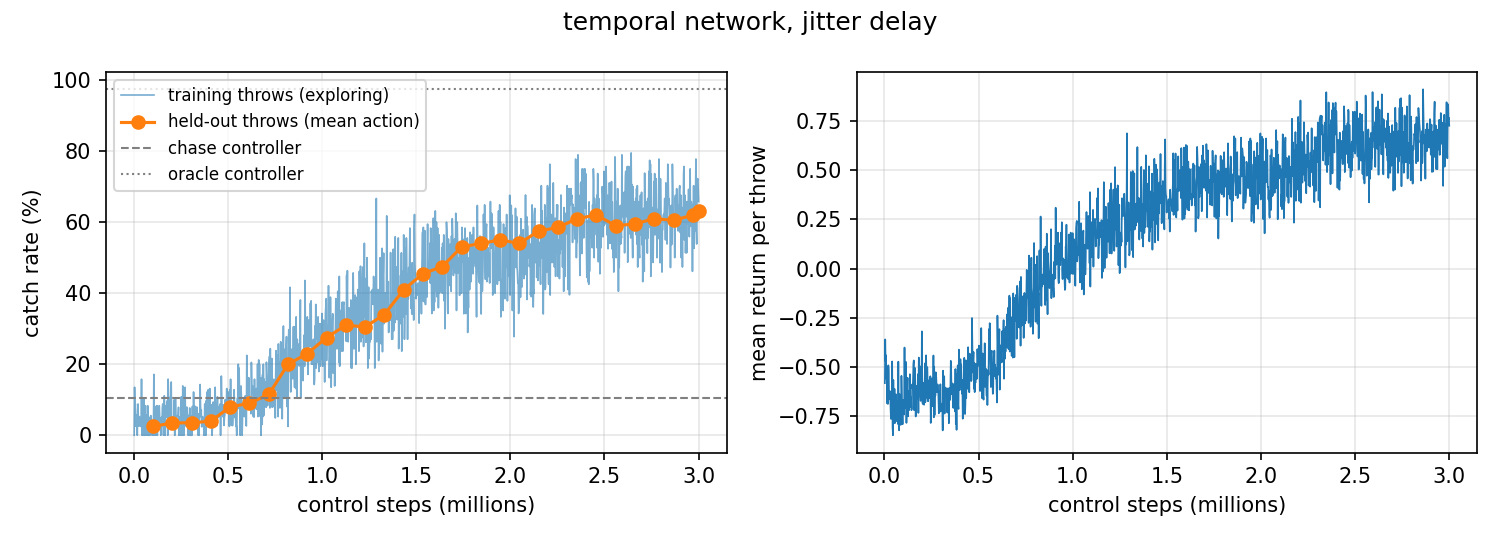 temporal network, jitter delay
catch rate (%)
100
80
60
40
20
0
training throws (exploring)
held-out throws (mean action)
chase controller
oracle controller
0.0 0.5 1.0 1.5 2.0 2.5 3.0
control steps (millions)
mean return per throw
0.75
0.50
0.25
0.00
−0.25
−0.50
−0.75
0.0 0.5 1.0 1.5 2.0 2.5 3.0
control steps (millions)